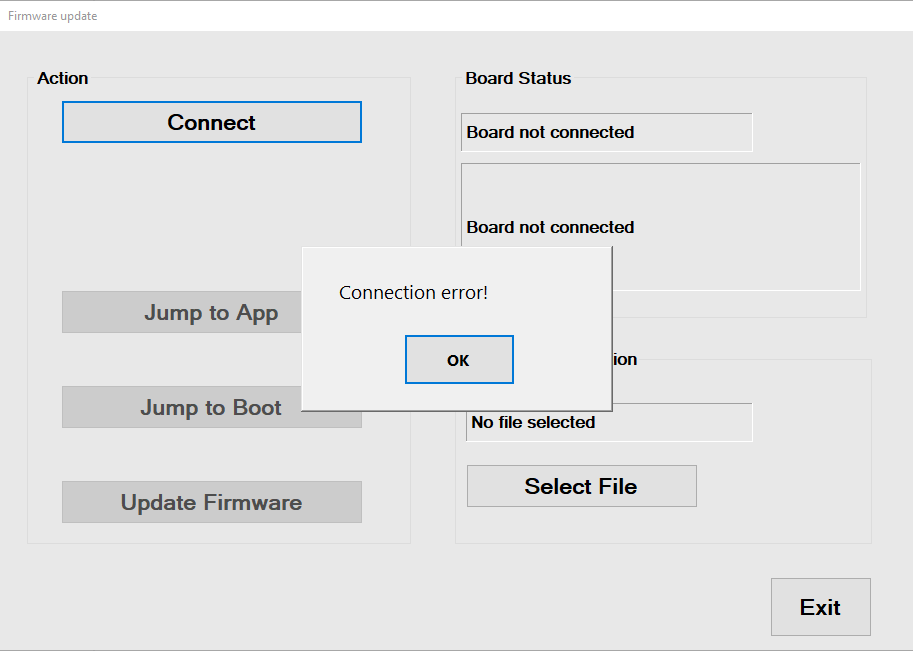 Firmware update
Action
Board Status
Connect
Board not connected
Board not connected
Connection error!
OK
Jump to App
Jump to Boot
Update Firmware
ion
No file selected
Select File
Exit